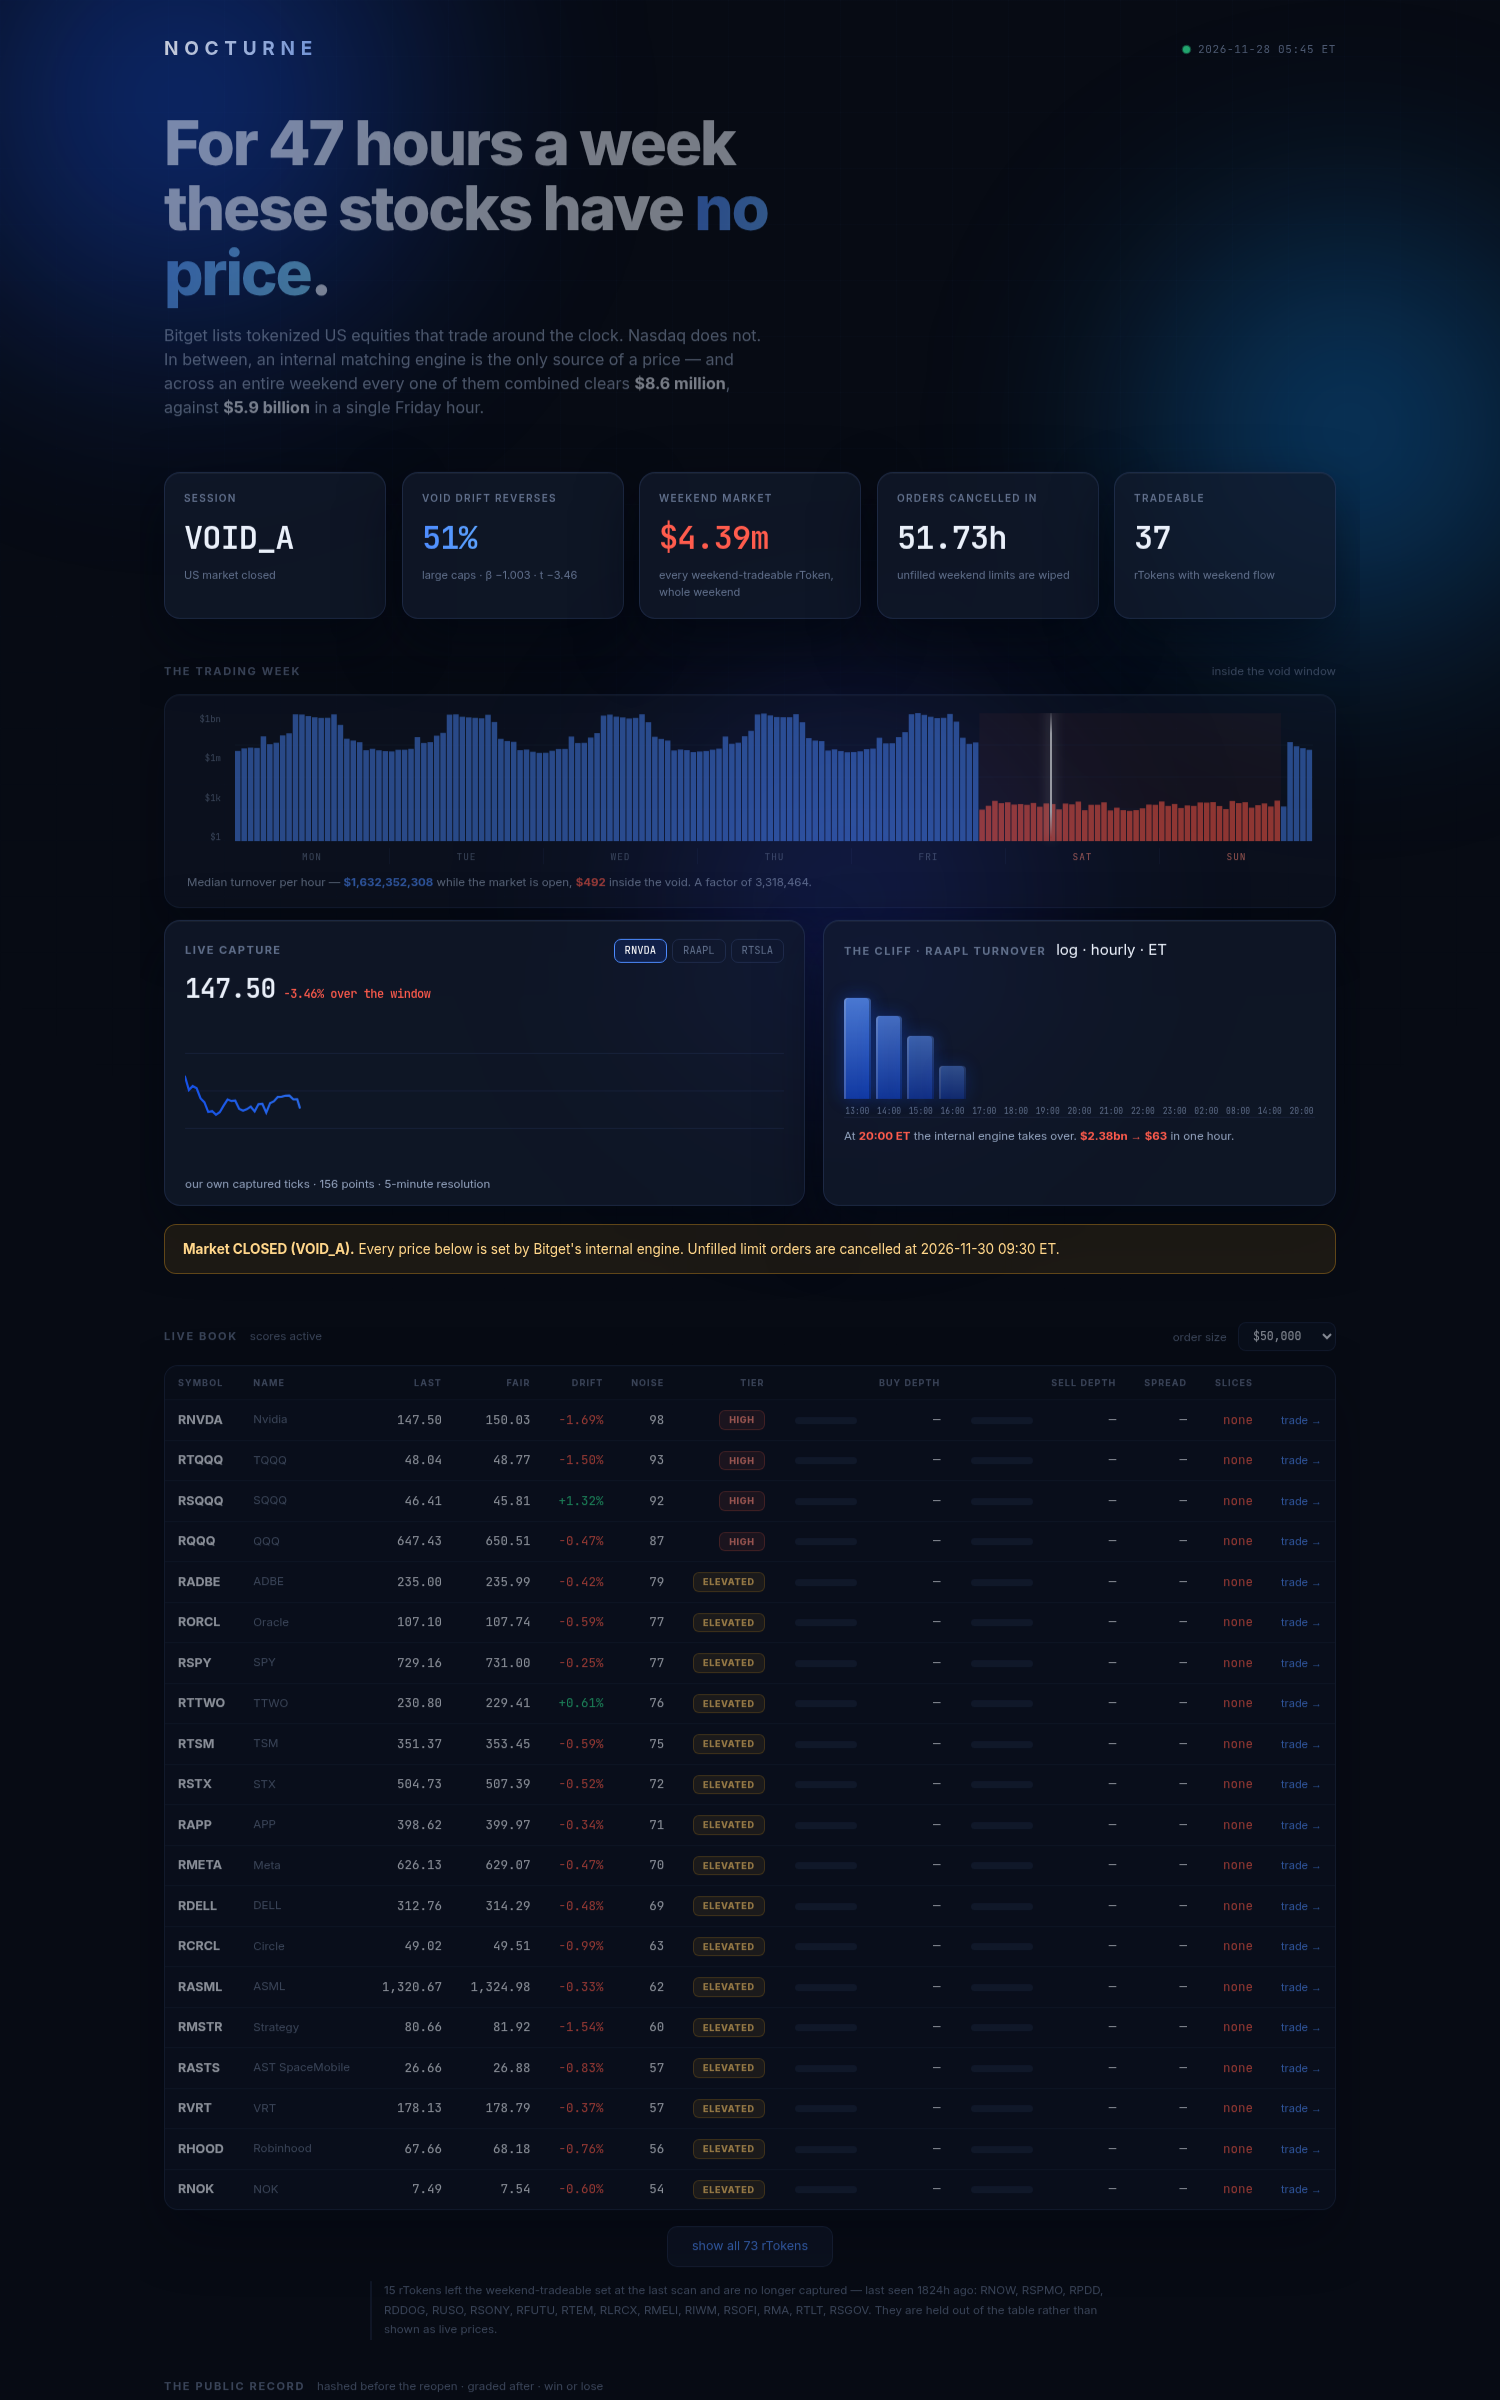 NOCTURNE
2026-11-28 05:45 ET
For 47 hours a week
these stocks have no
price.
Bitget lists tokenized US equities that trade around the clock. Nasdaq does not.
In between, an internal matching engine is the only source of a price — and
across an entire weekend every one of them combined clears $8.6 million,
against $5.9 billion in a single Friday hour.
SESSION
VOID_A
US market closed
VOID DRIFT REVERSES
51%
large caps · β −1.003 · t −3.46
WEEKEND MARKET
$4.39m
every weekend-tradeable rToken,
whole weekend
ORDERS CANCELLED IN
51.73h
unfilled weekend limits are wiped
TRADEABLE
37
rTokens with weekend flow
THE TRADING WEEK
inside the void window
$1bn
$1m
$1k
$1
MON TUE WED THU FRI SAT SUN
Median turnover per hour — $1,632,352,308 while the market is open, $492 inside the void. A factor of 3,318,464.
LIVE CAPTURE
RNVDA RAAPL RTSLA
147.50 -3.46% over the window
our own captured ticks · 156 points · 5-minute resolution
THE CLIFF · RAAPL TURNOVER log · hourly · ET
13:00 14:00 15:00 16:00 17:00 18:00 19:00 20:00 21:00 22:00 23:00 02:00 08:00 14:00 20:00
At 20:00 ET the internal engine takes over. $2.38bn → $63 in one hour.
Market CLOSED (VOID_A). Every price below is set by Bitget's internal engine. Unfilled limit orders are cancelled at 2026-11-30 09:30 ET.
LIVE BOOK scores active
order size $50,000
SYMBOL NAME LAST FAIR DRIFT NOISE TIER BUY DEPTH SELL DEPTH SPREAD SLICES
RNVDA Nvidia 147.50 150.03 -1.69% 98 HIGH — — — none trade →
RTQQQ TQQQ 48.04 48.77 -1.50% 93 HIGH — — — none trade →
RSQQQ SQQQ 46.41 45.81 +1.32% 92 HIGH — — — none trade →
RQQQ QQQ 647.43 650.51 -0.47% 87 HIGH — — — none trade →
RADBE ADBE 235.00 235.99 -0.42% 79 ELEVATED — — — none trade →
RORCL Oracle 107.10 107.74 -0.59% 77 ELEVATED — — — none trade →
RSPY SPY 729.16 731.00 -0.25% 77 ELEVATED — — — none trade →
RTTWO TTWO 230.80 229.41 +0.61% 76 ELEVATED — — — none trade →
RTSM TSM 351.37 353.45 -0.59% 75 ELEVATED — — — none trade →
RSTX STX 504.73 507.39 -0.52% 72 ELEVATED — — — none trade →
RAPP APP 398.62 399.97 -0.34% 71 ELEVATED — — — none trade →
RMETA Meta 626.13 629.07 -0.47% 70 ELEVATED — — — none trade →
RDELL DELL 312.76 314.29 -0.48% 69 ELEVATED — — — none trade →
RCRCL Circle 49.02 49.51 -0.99% 63 ELEVATED — — — none trade →
RASML ASML 1,320.67 1,324.98 -0.33% 62 ELEVATED — — — none trade →
RMSTR Strategy 80.66 81.92 -1.54% 60 ELEVATED — — — none trade →
RASTS AST SpaceMobile 26.66 26.88 -0.83% 57 ELEVATED — — — none trade →
RVRT VRT 178.13 178.79 -0.37% 57 ELEVATED — — — none trade →
RHOOD Robinhood 67.66 68.18 -0.76% 56 ELEVATED — — — none trade →
RNOK NOK 7.49 7.54 -0.60% 54 ELEVATED — — — none trade →
show all 73 rTokens
15 rTokens left the weekend-tradeable set at the last scan and are no longer captured — last seen 1824h ago: RNOW, RSPMO, RPDD,
RDDOG, RUSO, RSONY, RFUTU, RTEM, RLRCX, RMELI, RIWM, RSOFI, RMA, RTLT, RSGOV. They are held out of the table rather than
shown as live prices.
THE PUBLIC RECORD hashed before the reopen · graded after · win or lose